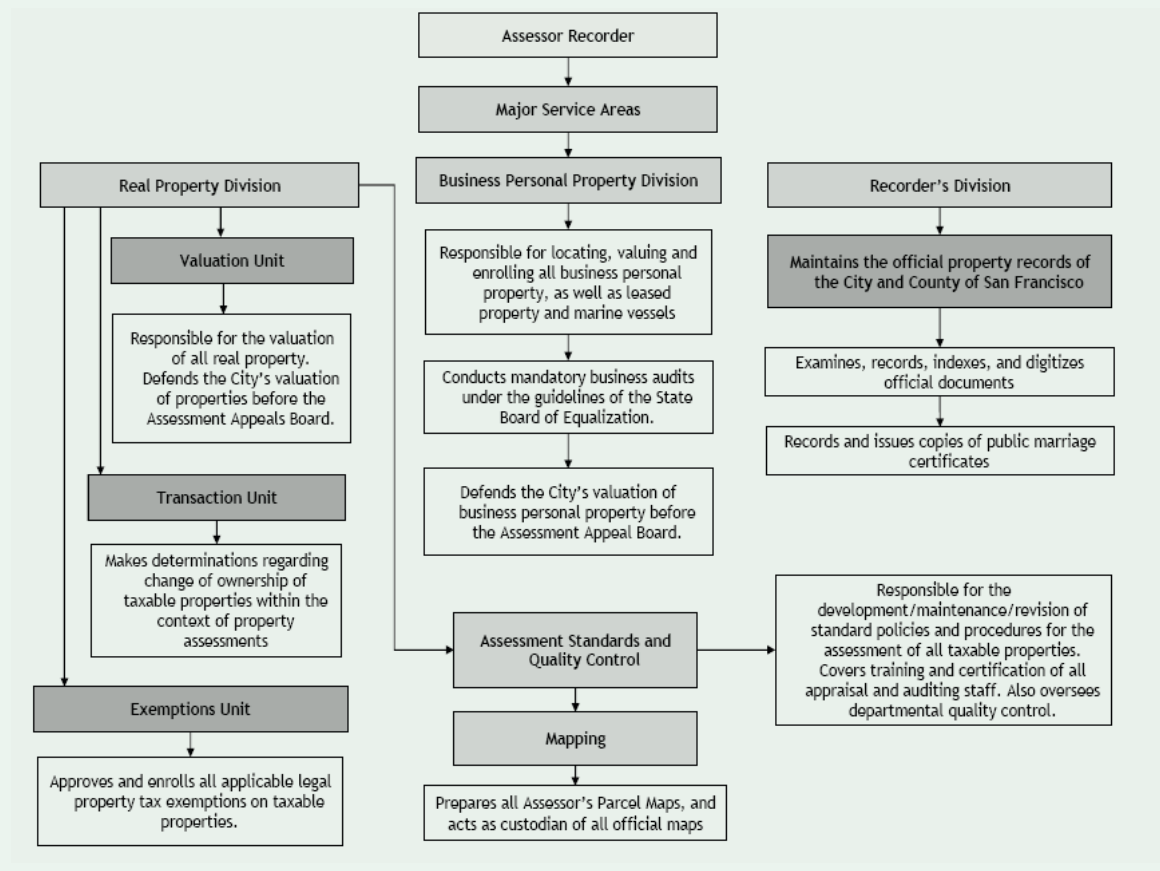 Assessor Recorder
Major Service Areas
Real Property Division
Business Personal Property Division
Recorder's Division
Valuation Unit
Responsible for the valuation
of all real property.
Defends the City's valuation
of properties before the
Assessment Appeals Board.
Transaction Unit
Makes determinations regarding
change of ownership of
taxable properties within the
context of property
assessments
Exemptions Unit
Approves and enrolls all applicable legal
property tax exemptions on taxable
properties.
Responsible for locating, valuing and
enrolling all business personal
property, as well as leased
property and marine vessels
Conducts mandatory business audits
under the guidelines of the State
Board of Equalization.
Defends the City's valuation of
business personal property before
the Assessment Appeal Board.
Assessment Standards and
Quality Control
Mapping
Prepares all Assessor's Parcel Maps, and
acts as custodian of all official maps
Maintains the official property records of
the City and County of San Francisco
Examines, records, indexes, and digitizes
official documents
Records and issues copies of public marriage
certificates
Responsible for the
development/maintenance/revision of
standard policies and procedures for the
assessment of all taxable properties.
Covers training and certification of all
appraisal and auditing staff. Also oversees
departmental quality control.